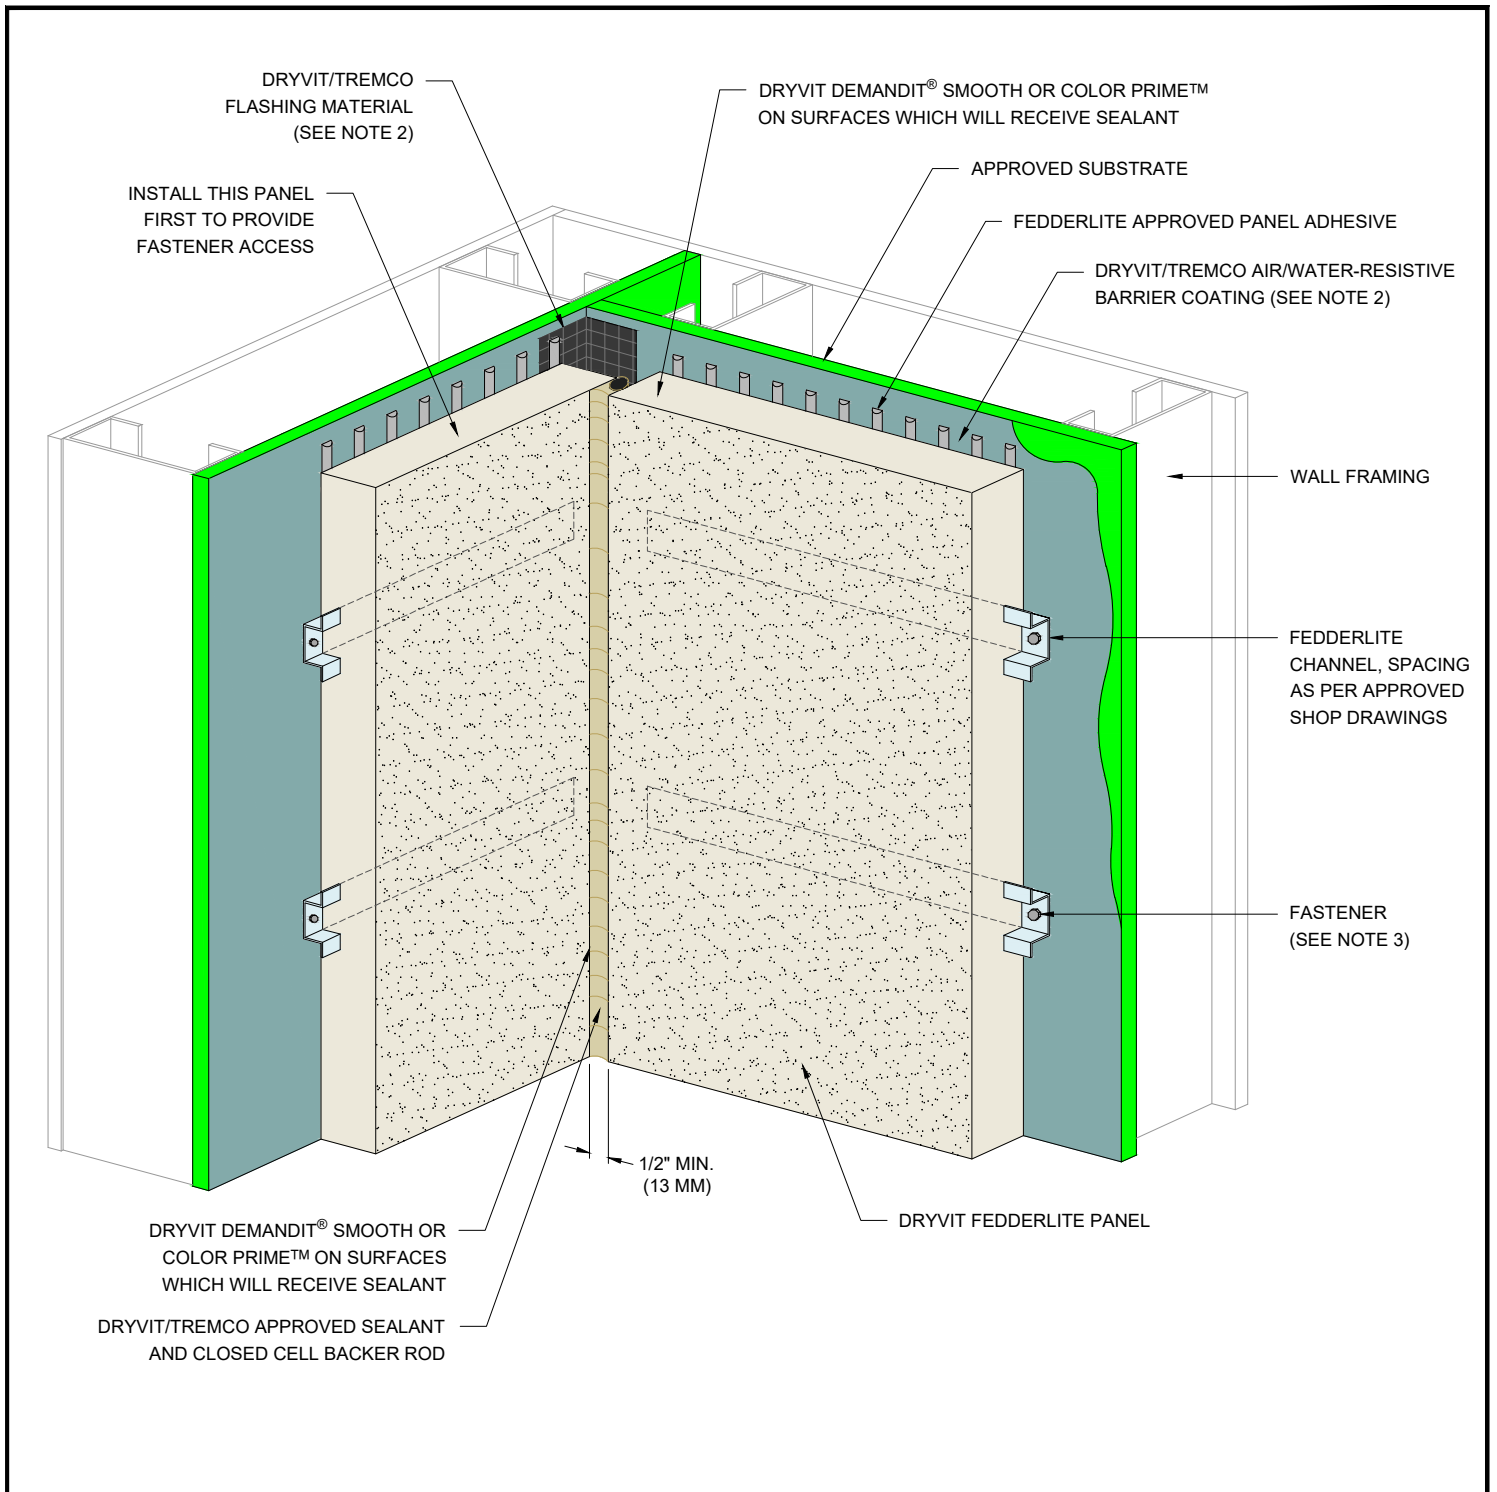 DRYVIT/TREMCO
FLASHING MATERIAL
(SEE NOTE 2)
DRYVIT DEMANDIT® SMOOTH OR COLOR PRIME™
ON SURFACES WHICH WILL RECEIVE SEALANT
APPROVED SUBSTRATE
INSTALL THIS PANEL
FIRST TO PROVIDE
FASTENER ACCESS
FEDDERLITE APPROVED PANEL ADHESIVE
DRYVIT/TREMCO AIR/WATER-RESISTIVE
BARRIER COATING (SEE NOTE 2)
WALL FRAMING
FEDDERLITE
CHANNEL, SPACING
AS PER APPROVED
SHOP DRAWINGS
FASTENER
(SEE NOTE 3)
1/2" MIN.
(13 MM)
DRYVIT FEDDERLITE PANEL
DRYVIT DEMANDIT® SMOOTH OR
COLOR PRIME™ ON SURFACES
WHICH WILL RECEIVE SEALANT
DRYVIT/TREMCO APPROVED SEALANT
AND CLOSED CELL BACKER ROD